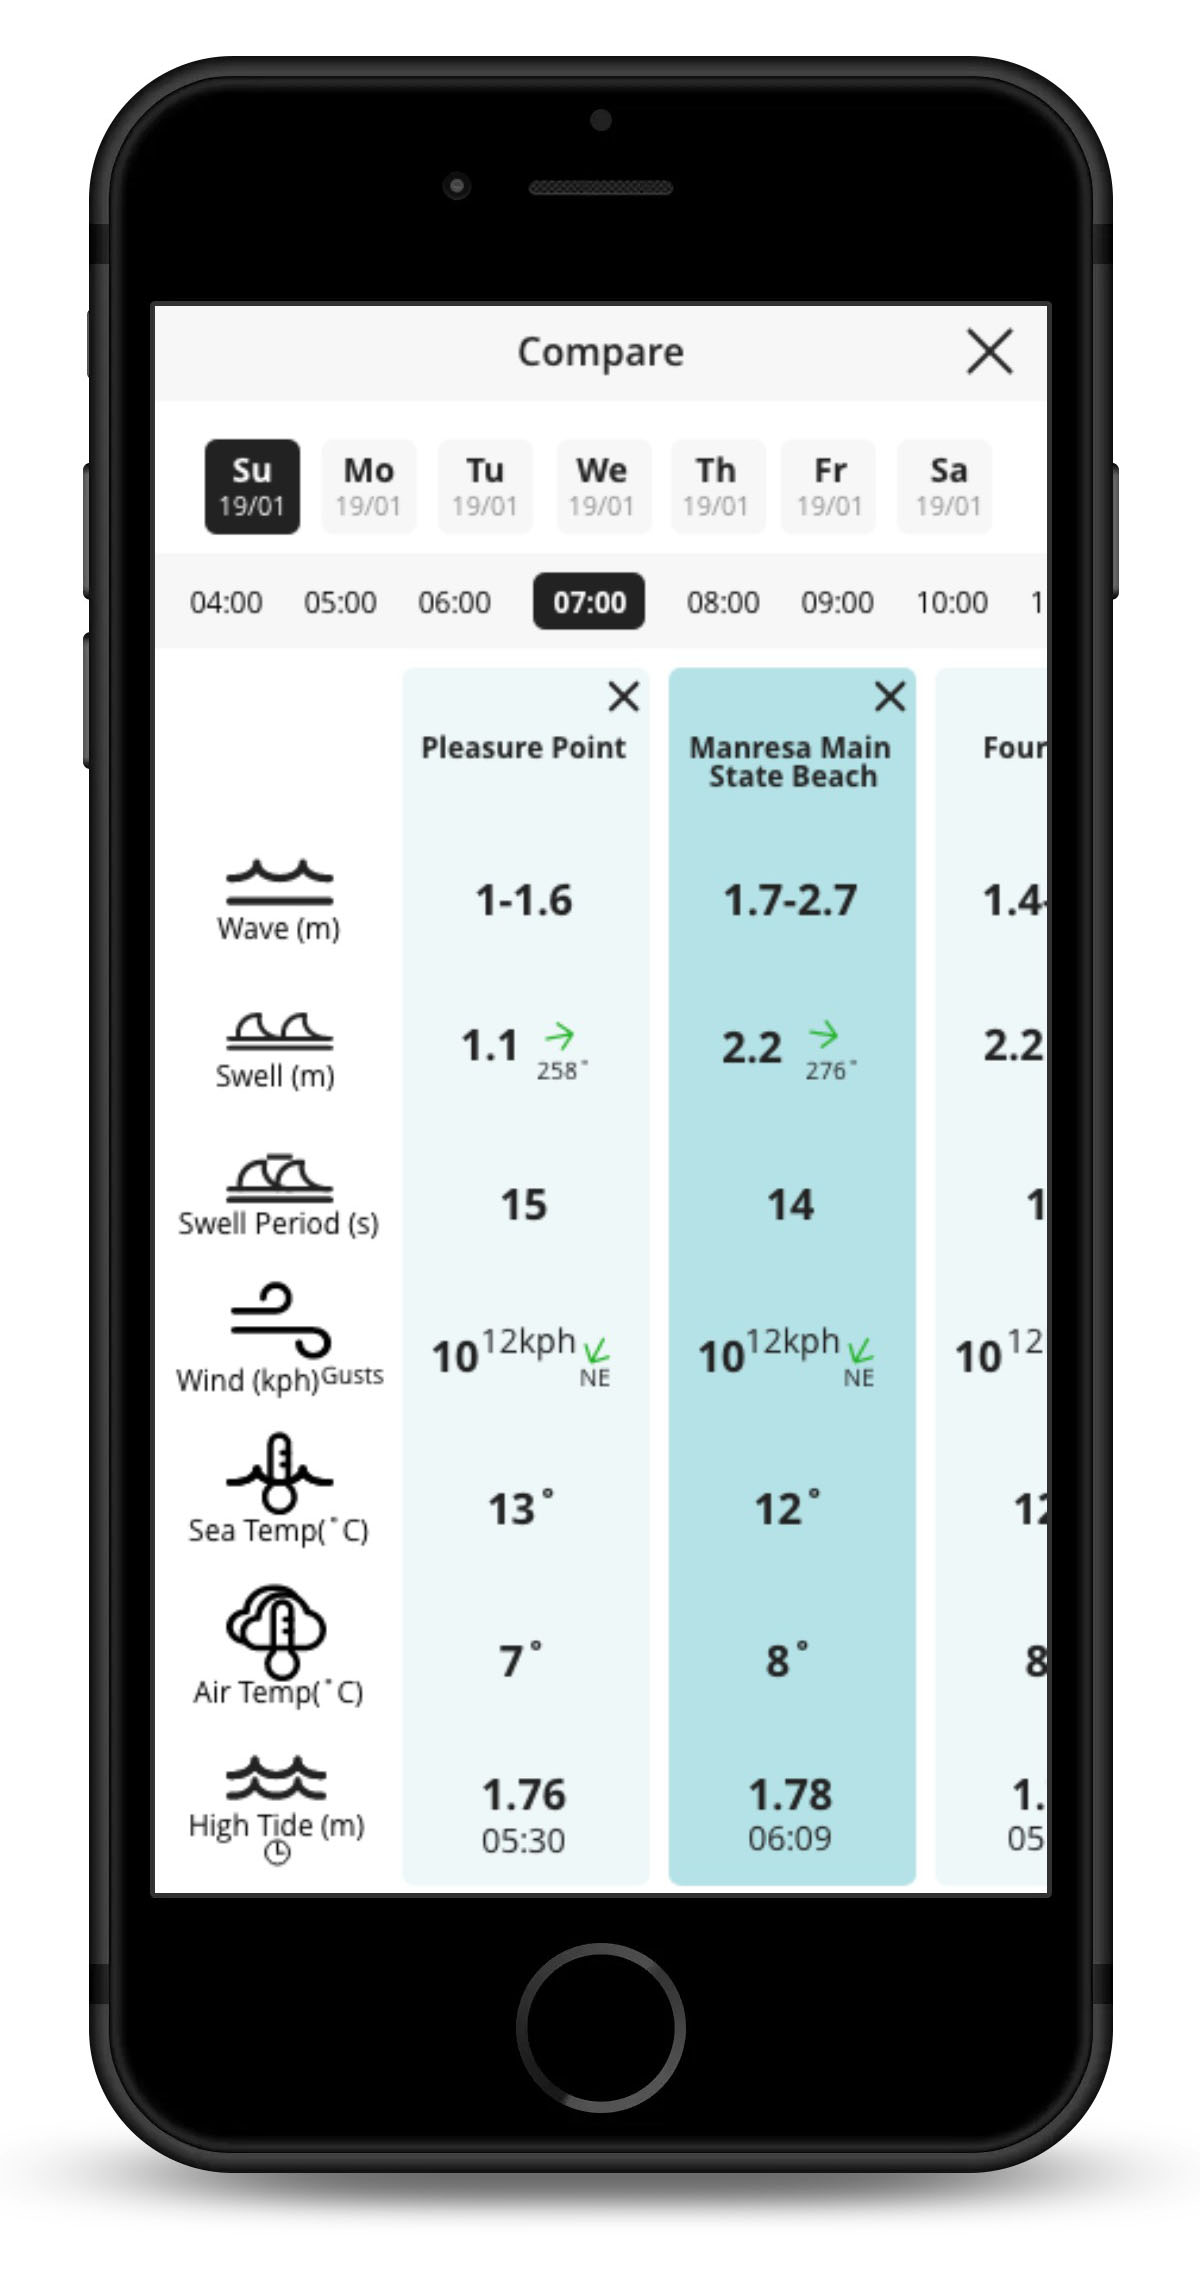 Compare
Su Mo Tu We Th Fr Sa
19/01 19/01 19/01 19/01 19/01 19/01 19/01
04:00 05:00 06:00 07:00 08:00 09:00 10:00 1
Pleasure Point Manresa Main Four
State Beach
Wave (m) 1-1.6 1.7-2.7 1.4-
Swell (m) 1.1 258° 2.2 276° 2.2
Swell Period (s) 15 14 1
Wind (kph) Gusts 10 12kph NE 10 12kph NE 10 12
Sea Temp(°C) 13° 12° 12
Air Temp(°C) 7° 8° 8
High Tide (m) 1.76 1.78 1.
05:30 06:09 05